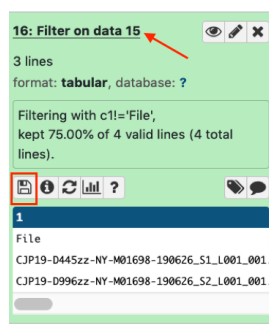 16: Filter on data 15
3 lines
format: tabular, database: ?
Filtering with c1!='File',
kept 75.00% of 4 valid lines (4 total
lines).
?
1
File
CJP19-D445zz-NY-M01698-190626_S1_L001_001.
CJP19-D996zz-NY-M01698-190626_S2_L001_001.